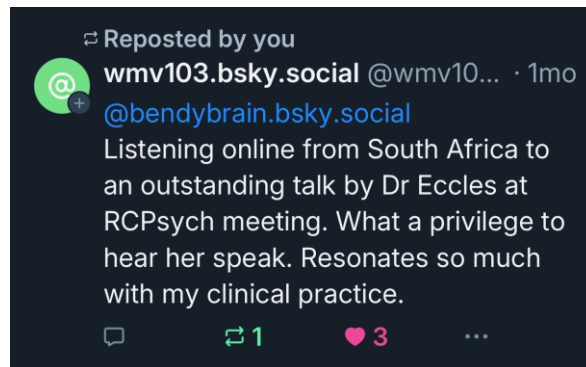 Reposted by you
wmv103.bsky.social @wmv10... · 1mo
@bendybrain.bsky.social
Listening online from South Africa to
an outstanding talk by Dr Eccles at
RCPsych meeting. What a privilege to
hear her speak. Resonates so much
with my clinical practice.
1 3